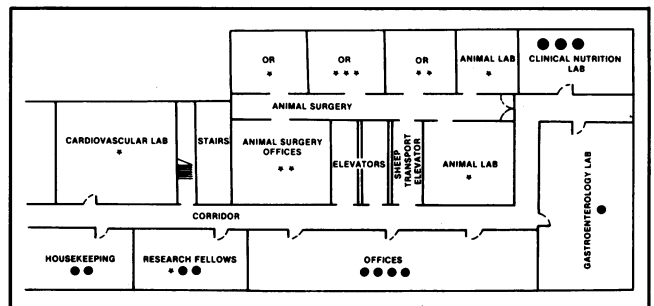 OR
OR
OR
ANIMAL LAB
CLINICAL NUTRITION
LAB
ANIMAL SURGERY
CARDIOVASCULAR LAB
STAIRS
ANIMAL SURGERY
OFFICES
ELEVATORS
SHEEP
TRANSPORT
ELEVATOR
ANIMAL LAB
GASTROENTEROLOGY LAB
CORRIDOR
HOUSEKEEPING
RESEARCH FELLOWS
OFFICES